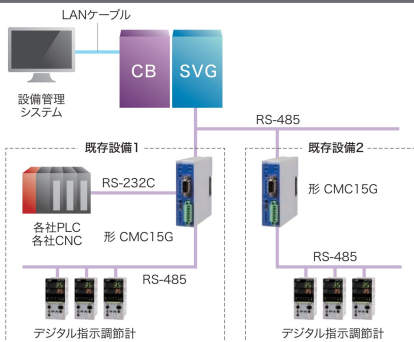 LANケーブル
CB
SVG
設備管理
システム
RS-485
既存設備1
既存設備2
RS-232C
各社PLC
各社CNC
形 CMC15G
形 CMC15G
RS-485
RS-485
デジタル指示調節計
デジタル指示調節計